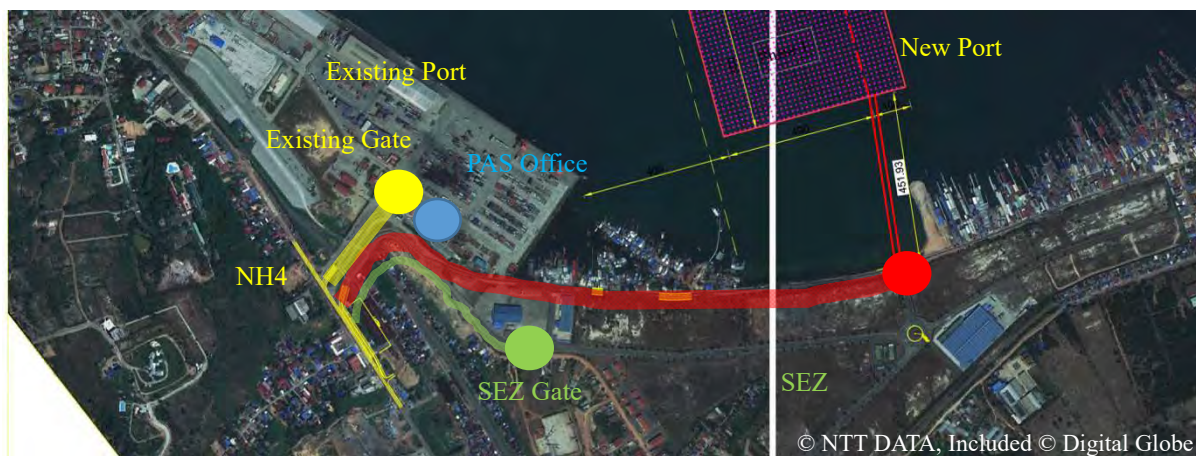 New Port
Existing Port
Existing Gate
PAS Office
451.93
NH4
SEZ Gate
SEZ
© NTT DATA, Included © Digital Globe